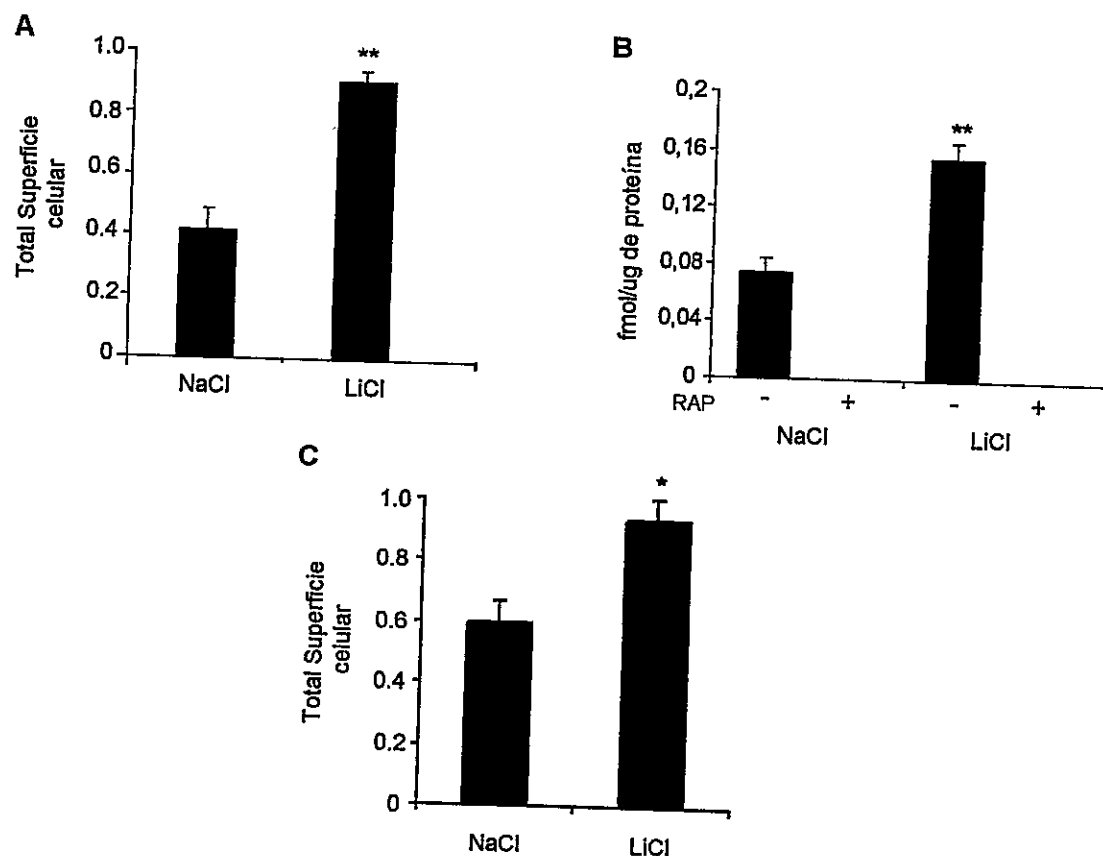 A
Total Superficie
celular
1.0
0.8
0.6
0.4
0.2
0
**
NaCl
LiCl
B
fmol/ug de proteína
0,2
0,16
0,12
0,08
0,04
0
**
RAP - + - +
NaCl LiCl
C
Total Superficie
celular
1.0
0.8
0.6
0.4
0.2
0
*
NaCl
LiCl